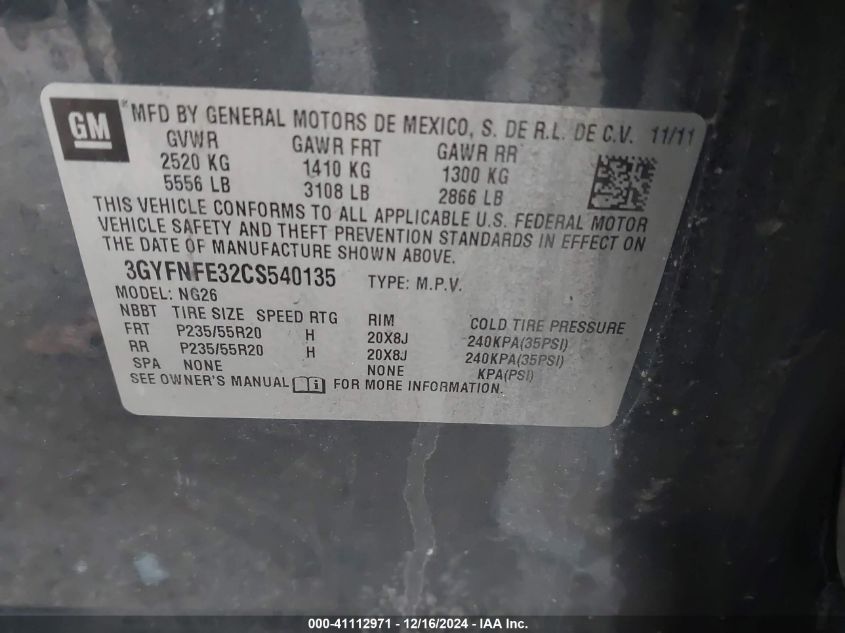 GM
*MFD BY GENERAL MOTORS DE MEXICO, S. DE R.L. DE C.V. 11/11
GVWR GAWR FRT GAWR RR
2520 KG 1410 KG 1300 KG
5556 LB 3108 LB 2866 LB
THIS VEHICLE CONFORMS TO ALL APPLICABLE U.S. FEDERAL MOTOR
VEHICLE SAFETY AND THEFT PREVENTION STANDARDS IN EFFECT ON
THE DATE OF MANUFACTURE SHOWN ABOVE.
3GYFNFE32CS540135 TYPE: M.P.V.
MODEL: NG26
NBBT TIRE SIZE SPEED RTG RIM COLD TIRE PRESSURE
FRT P235/55R20 H 20X8J 240KPA(35PSI)
RR P235/55R20 H 20X8J 240KPA(35PSI)
SPA NONE NONE KPA(PSI)
SEE OWNER'S MANUAL i FOR MORE INFORMATION.
000-41112971 - 12/16/2024 - IAA Inc.